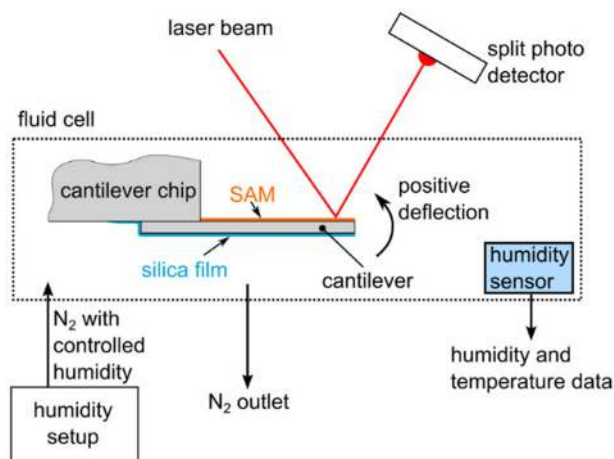 laser beam
split photo
detector
fluid cell
cantilever chip
SAM
positive
deflection
silica film
cantilever
humidity
sensor
N₂ with
controlled
humidity
humidity
setup
N₂ outlet
humidity and
temperature data